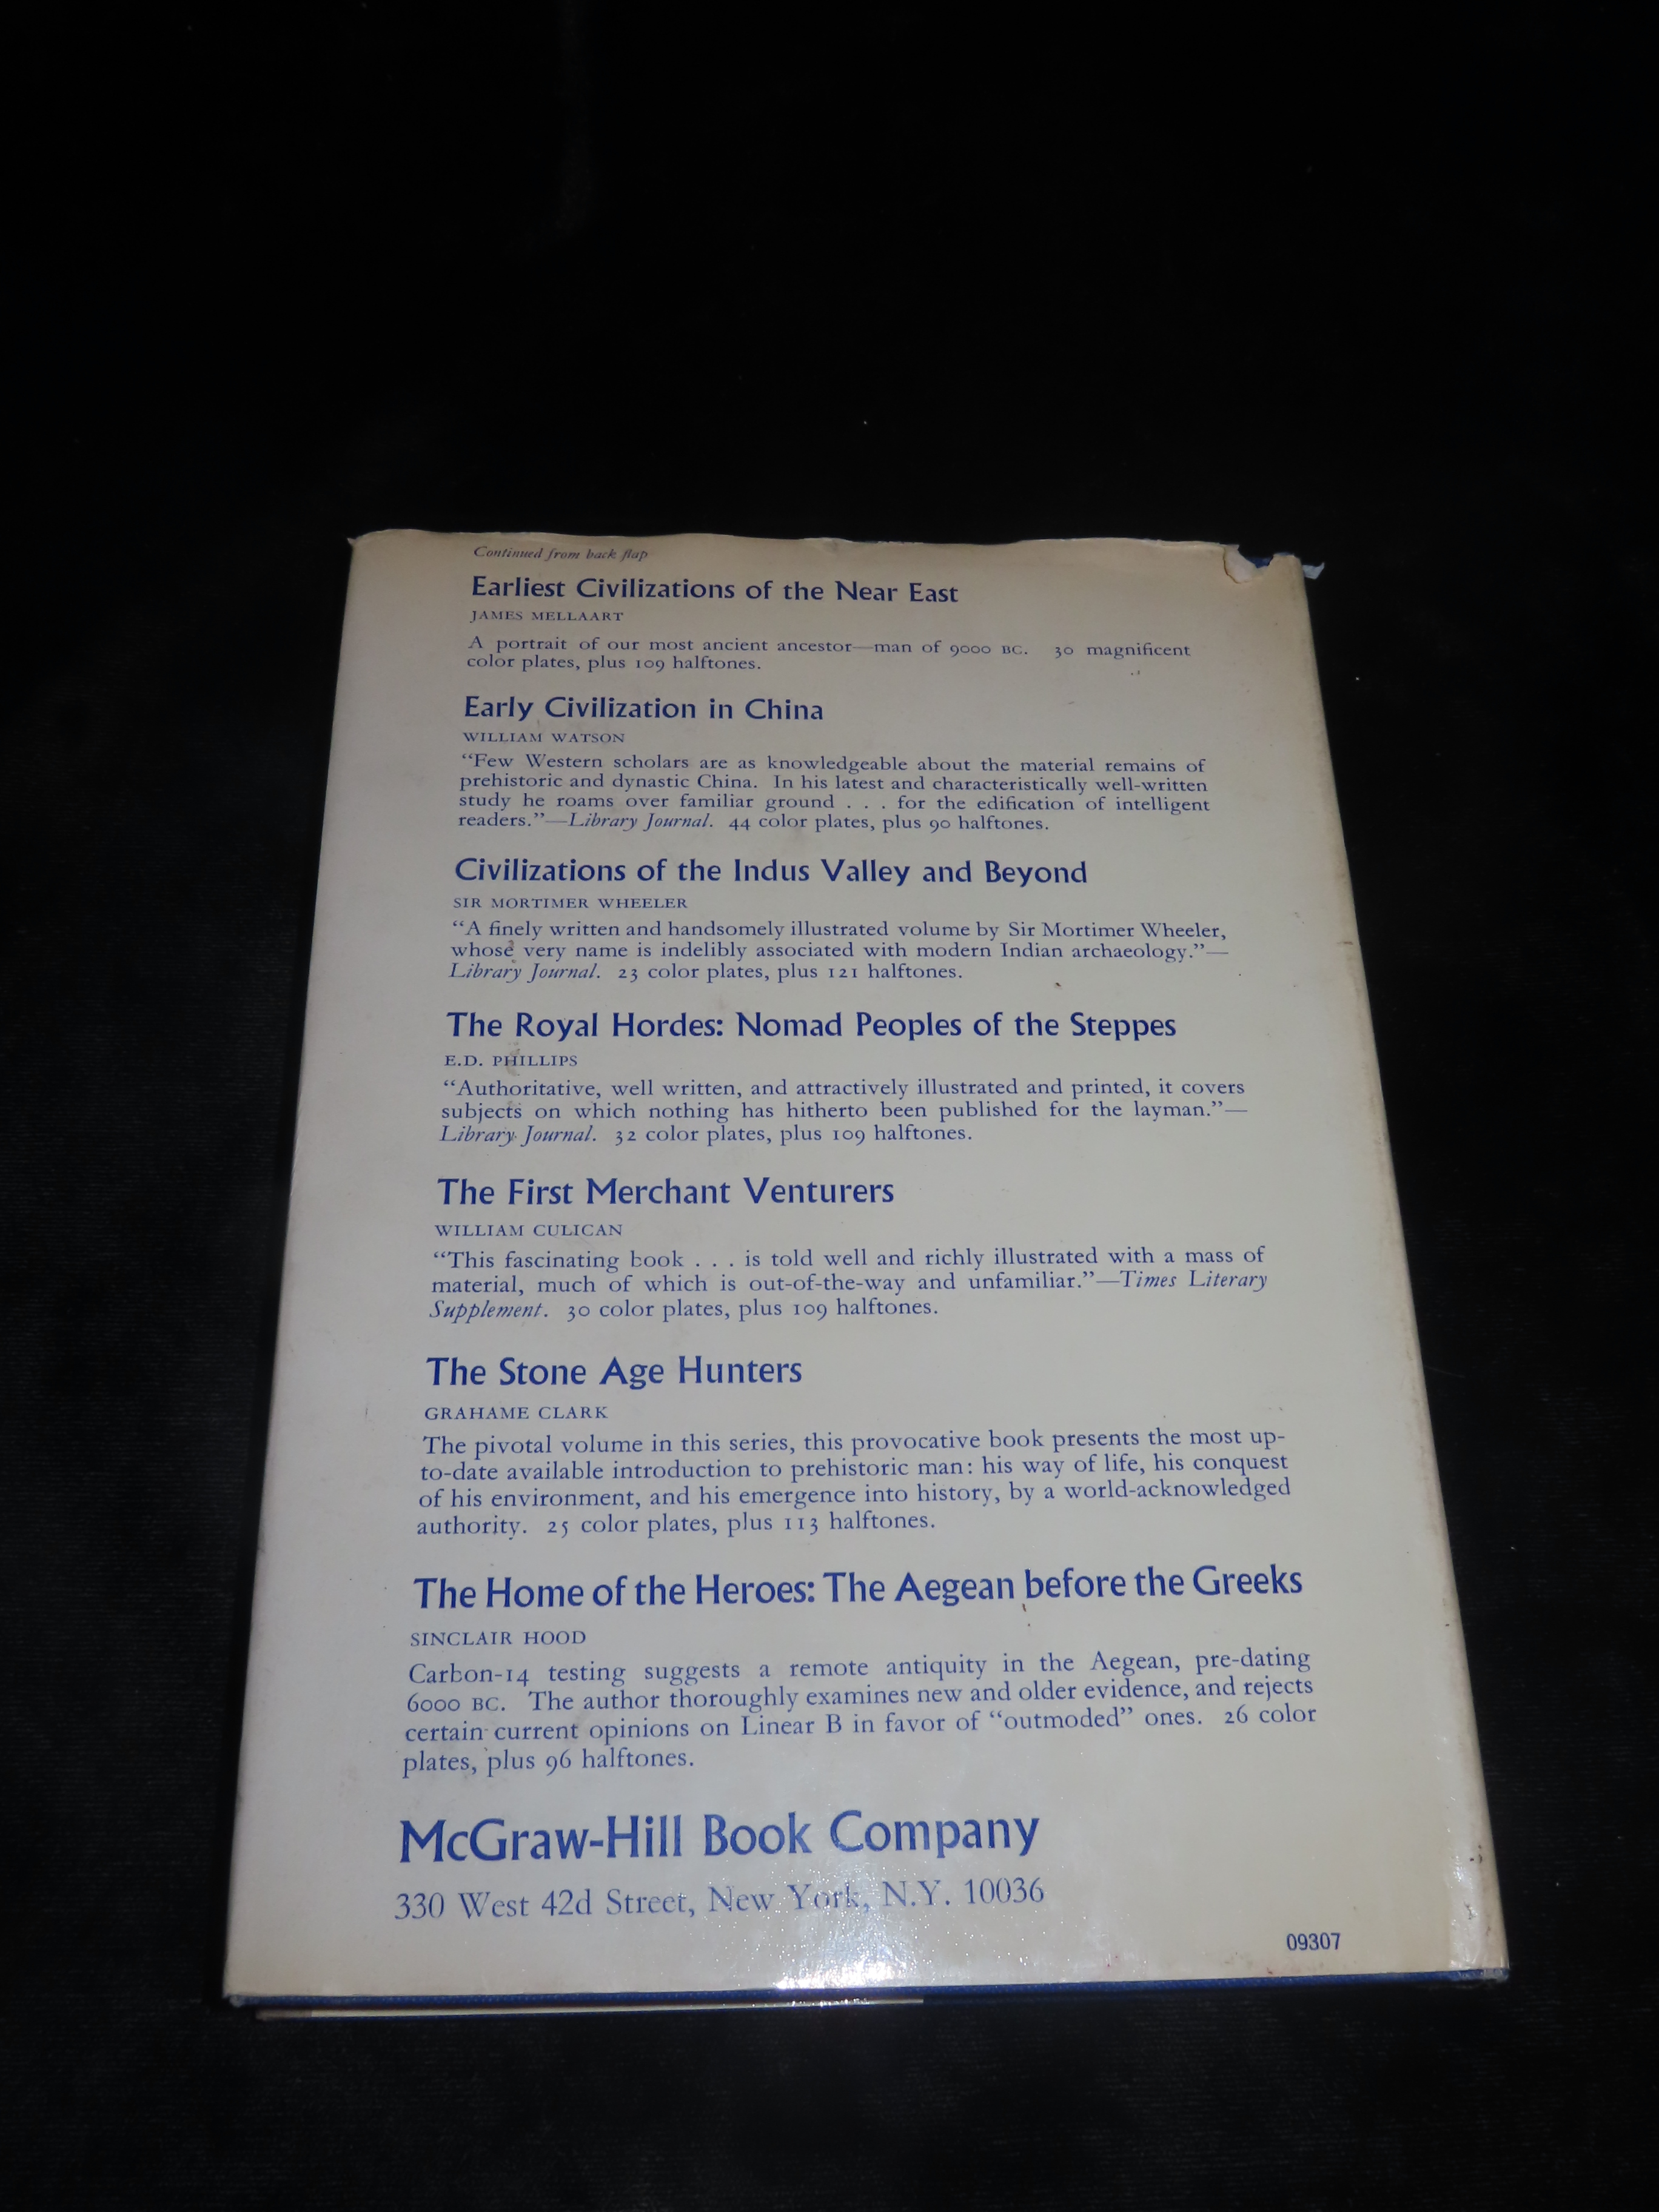 Continued from back flap
Earliest Civilizations of the Near East
JAMES MELLAART
A portrait of our most ancient ancestor—man of 9000 BC. 30 magnificent
color plates, plus 109 halftones.
Early Civilization in China
WILLIAM WATSON
“Few Western scholars are as knowledgeable about the material remains of
prehistoric and dynastic China. In his latest and characteristically well-written
study he roams over familiar ground . . . for the edification of intelligent
readers.”—Library Journal. 44 color plates, plus 90 halftones.
Civilizations of the Indus Valley and Beyond
SIR MORTIMER WHEELER
“A finely written and handsomely illustrated volume by Sir Mortimer Wheeler,
whose very name is indelibly associated with modern Indian archaeology.”—
Library Journal. 23 color plates, plus 121 halftones.
The Royal Hordes: Nomad Peoples of the Steppes
E.D. PHILLIPS
“Authoritative, well written, and attractively illustrated and printed, it covers
subjects on which nothing has hitherto been published for the layman.”—
Library Journal. 32 color plates, plus 109 halftones.
The First Merchant Venturers
WILLIAM CULICAN
“This fascinating book . . . is told well and richly illustrated with a mass of
material, much of which is out-of-the-way and unfamiliar.”—Times Literary
Supplement. 30 color plates, plus 109 halftones.
The Stone Age Hunters
GRAHAME CLARK
The pivotal volume in this series, this provocative book presents the most up-
to-date available introduction to prehistoric man: his way of life, his conquest
of his environment, and his emergence into history, by a world-acknowledged
authority. 25 color plates, plus 113 halftones.
The Home of the Heroes: The Aegean before the Greeks
SINCLAIR HOOD
Carbon-14 testing suggests a remote antiquity in the Aegean, pre-dating
6000 BC. The author thoroughly examines new and older evidence, and rejects
certain current opinions on Linear B in favor of “outmoded” ones. 26 color
plates, plus 96 halftones.
McGraw-Hill Book Company
330 West 42d Street, New York, N.Y. 10036
09307